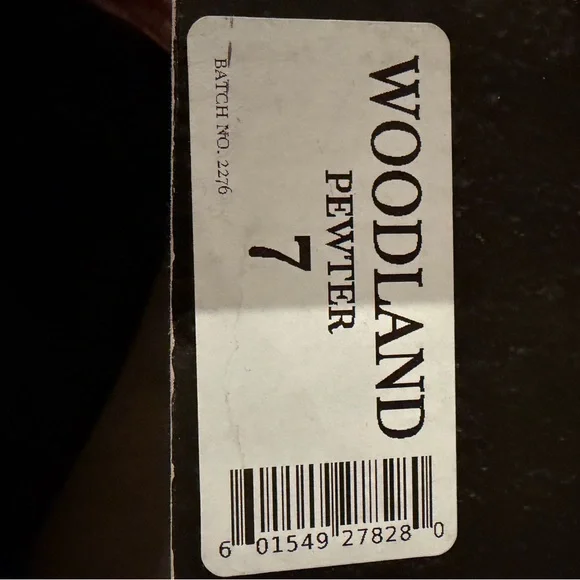 WOODLAND
PEWTER
7
BATCH NO. 2276
6 01549 27828 0